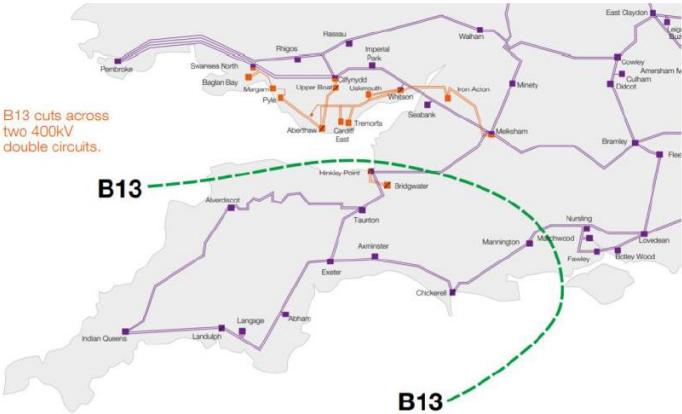 East Claydon
Leig
Buz
Walham
Rassau
Rhigos
Imperial
Park
Cowley
Pembroke
Swansea North
Cilfynydd
Amersham M
Culham
Didcot
Baglan Bay
Margam
Upper Boat
Uskmouth
Whitson
Iron Acton
Minety
Pyle
Seabank
B13 cuts across
two 400kV
double circuits.
Aberthaw
Cardiff
East
Tremorfa
Melksham
Bramley
Flee
Hinkley Point
B13
Bridgwater
Alverdiscott
Taunton
Nursling
Mannington
Marchwood
Lovedean
Axminster
Fawley
Botley Wood
Exeter
Chickerell
Langage
Abham
Indian Queens
Landulph
B13